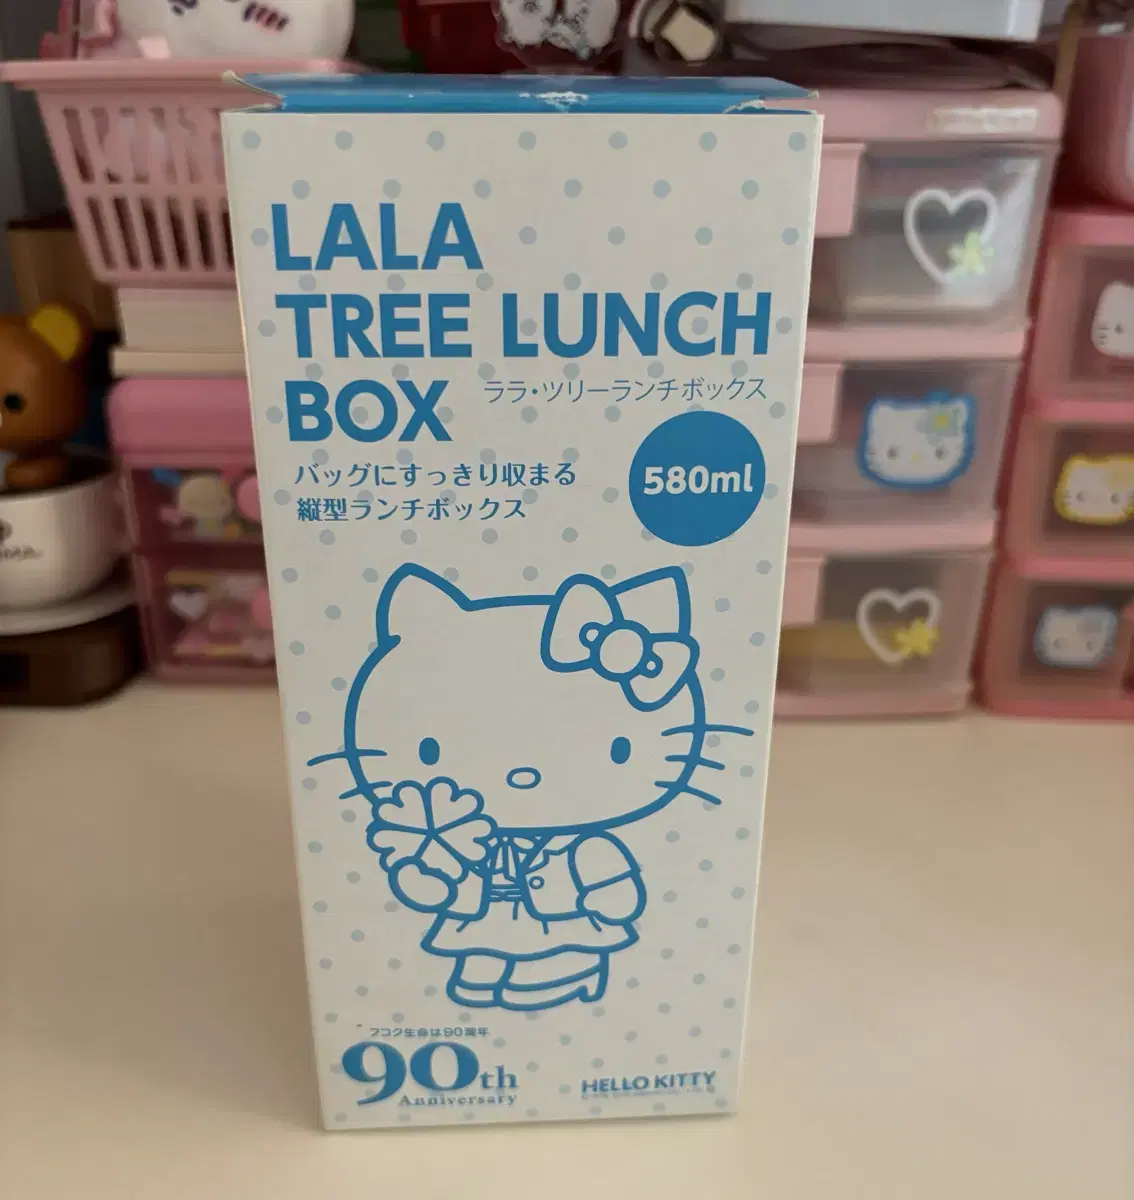 LALA
TREE LUNCH
BOX
ララ・ツリーランチボックス
バッグにすっきり収まる
縦型ランチボックス
580ml
フコク生命は90周年
90th
Anniversary
HELLO KITTY